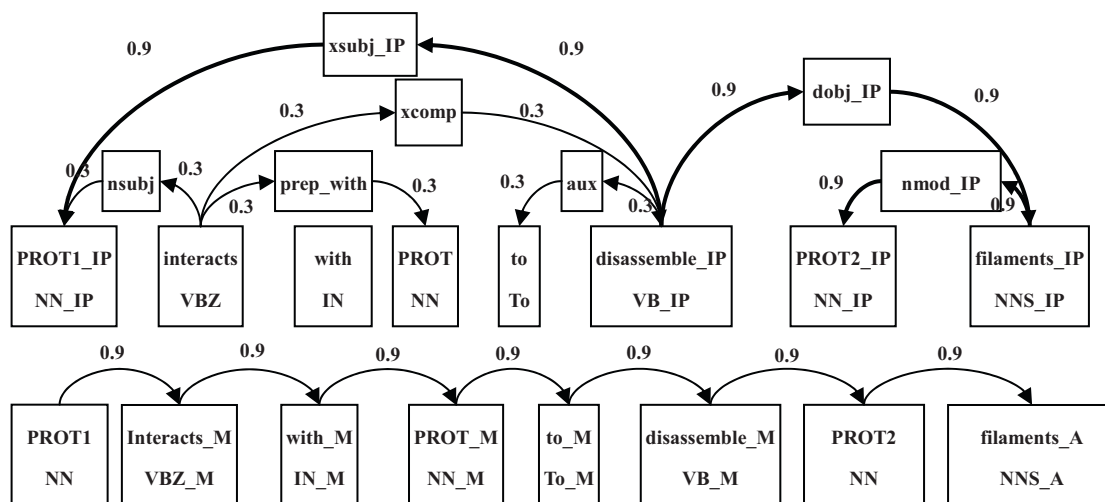 xsubj_IP
0.9
0.9
xcomp
dobj_IP
0.9
0.9
0.3
0.3
nsubj
0.3
0.3
prep_with
0.3
0.3
aux
0.3
0.3
nmod_IP
0.9
0.9
PROT1_IP
NN_IP
interacts
VBZ
with
IN
PROT
NN
to
To
disassemble_IP
VB_IP
PROT2_IP
NN_IP
filaments_IP
NNS_IP
0.9
0.9
0.9
0.9
0.9
0.9
0.9
PROT1
NN
Interacts_M
VBZ_M
with_M
IN_M
PROT_M
NN_M
to_M
To_M
disassemble_M
VB_M
PROT2
NN
filaments_A
NNS_A